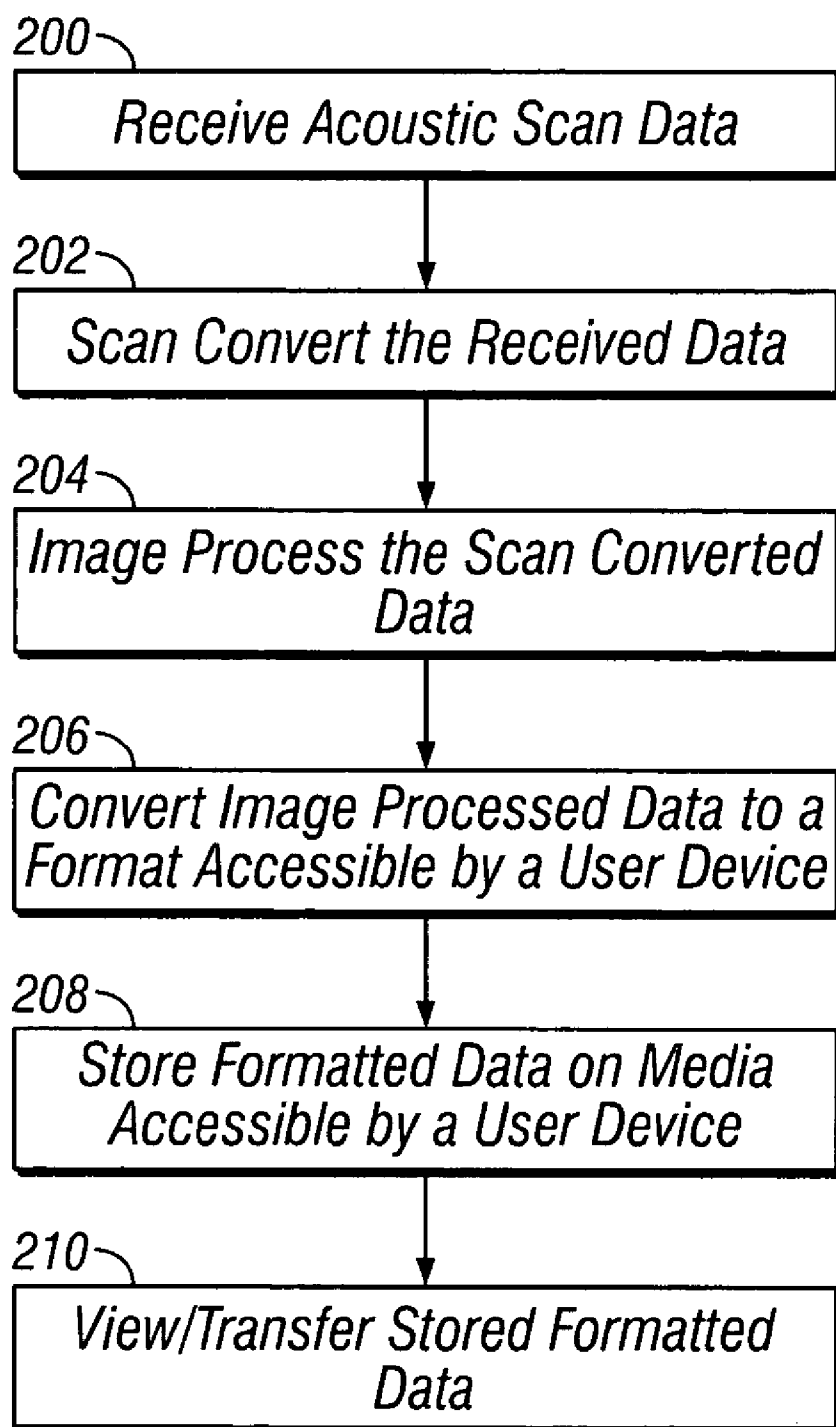 200
Receive Acoustic Scan Data
202
Scan Convert the Received Data
204
Image Process the Scan Converted
Data
206
Convert Image Processed Data to a
Format Accessible by a User Device
208
Store Formatted Data on Media
Accessible by a User Device
210
View/Transfer Stored Formatted
Data